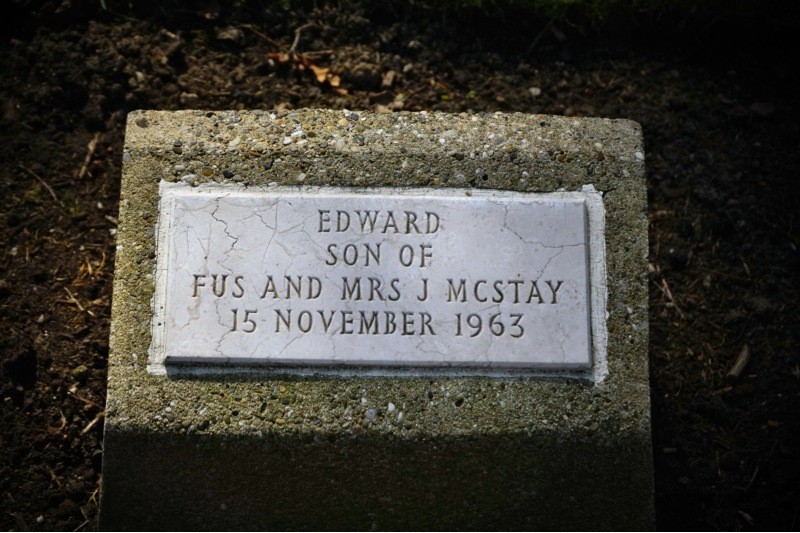 EDWARD
SON OF
FUS AND MRS J MCSTAY
15 NOVEMBER 1963